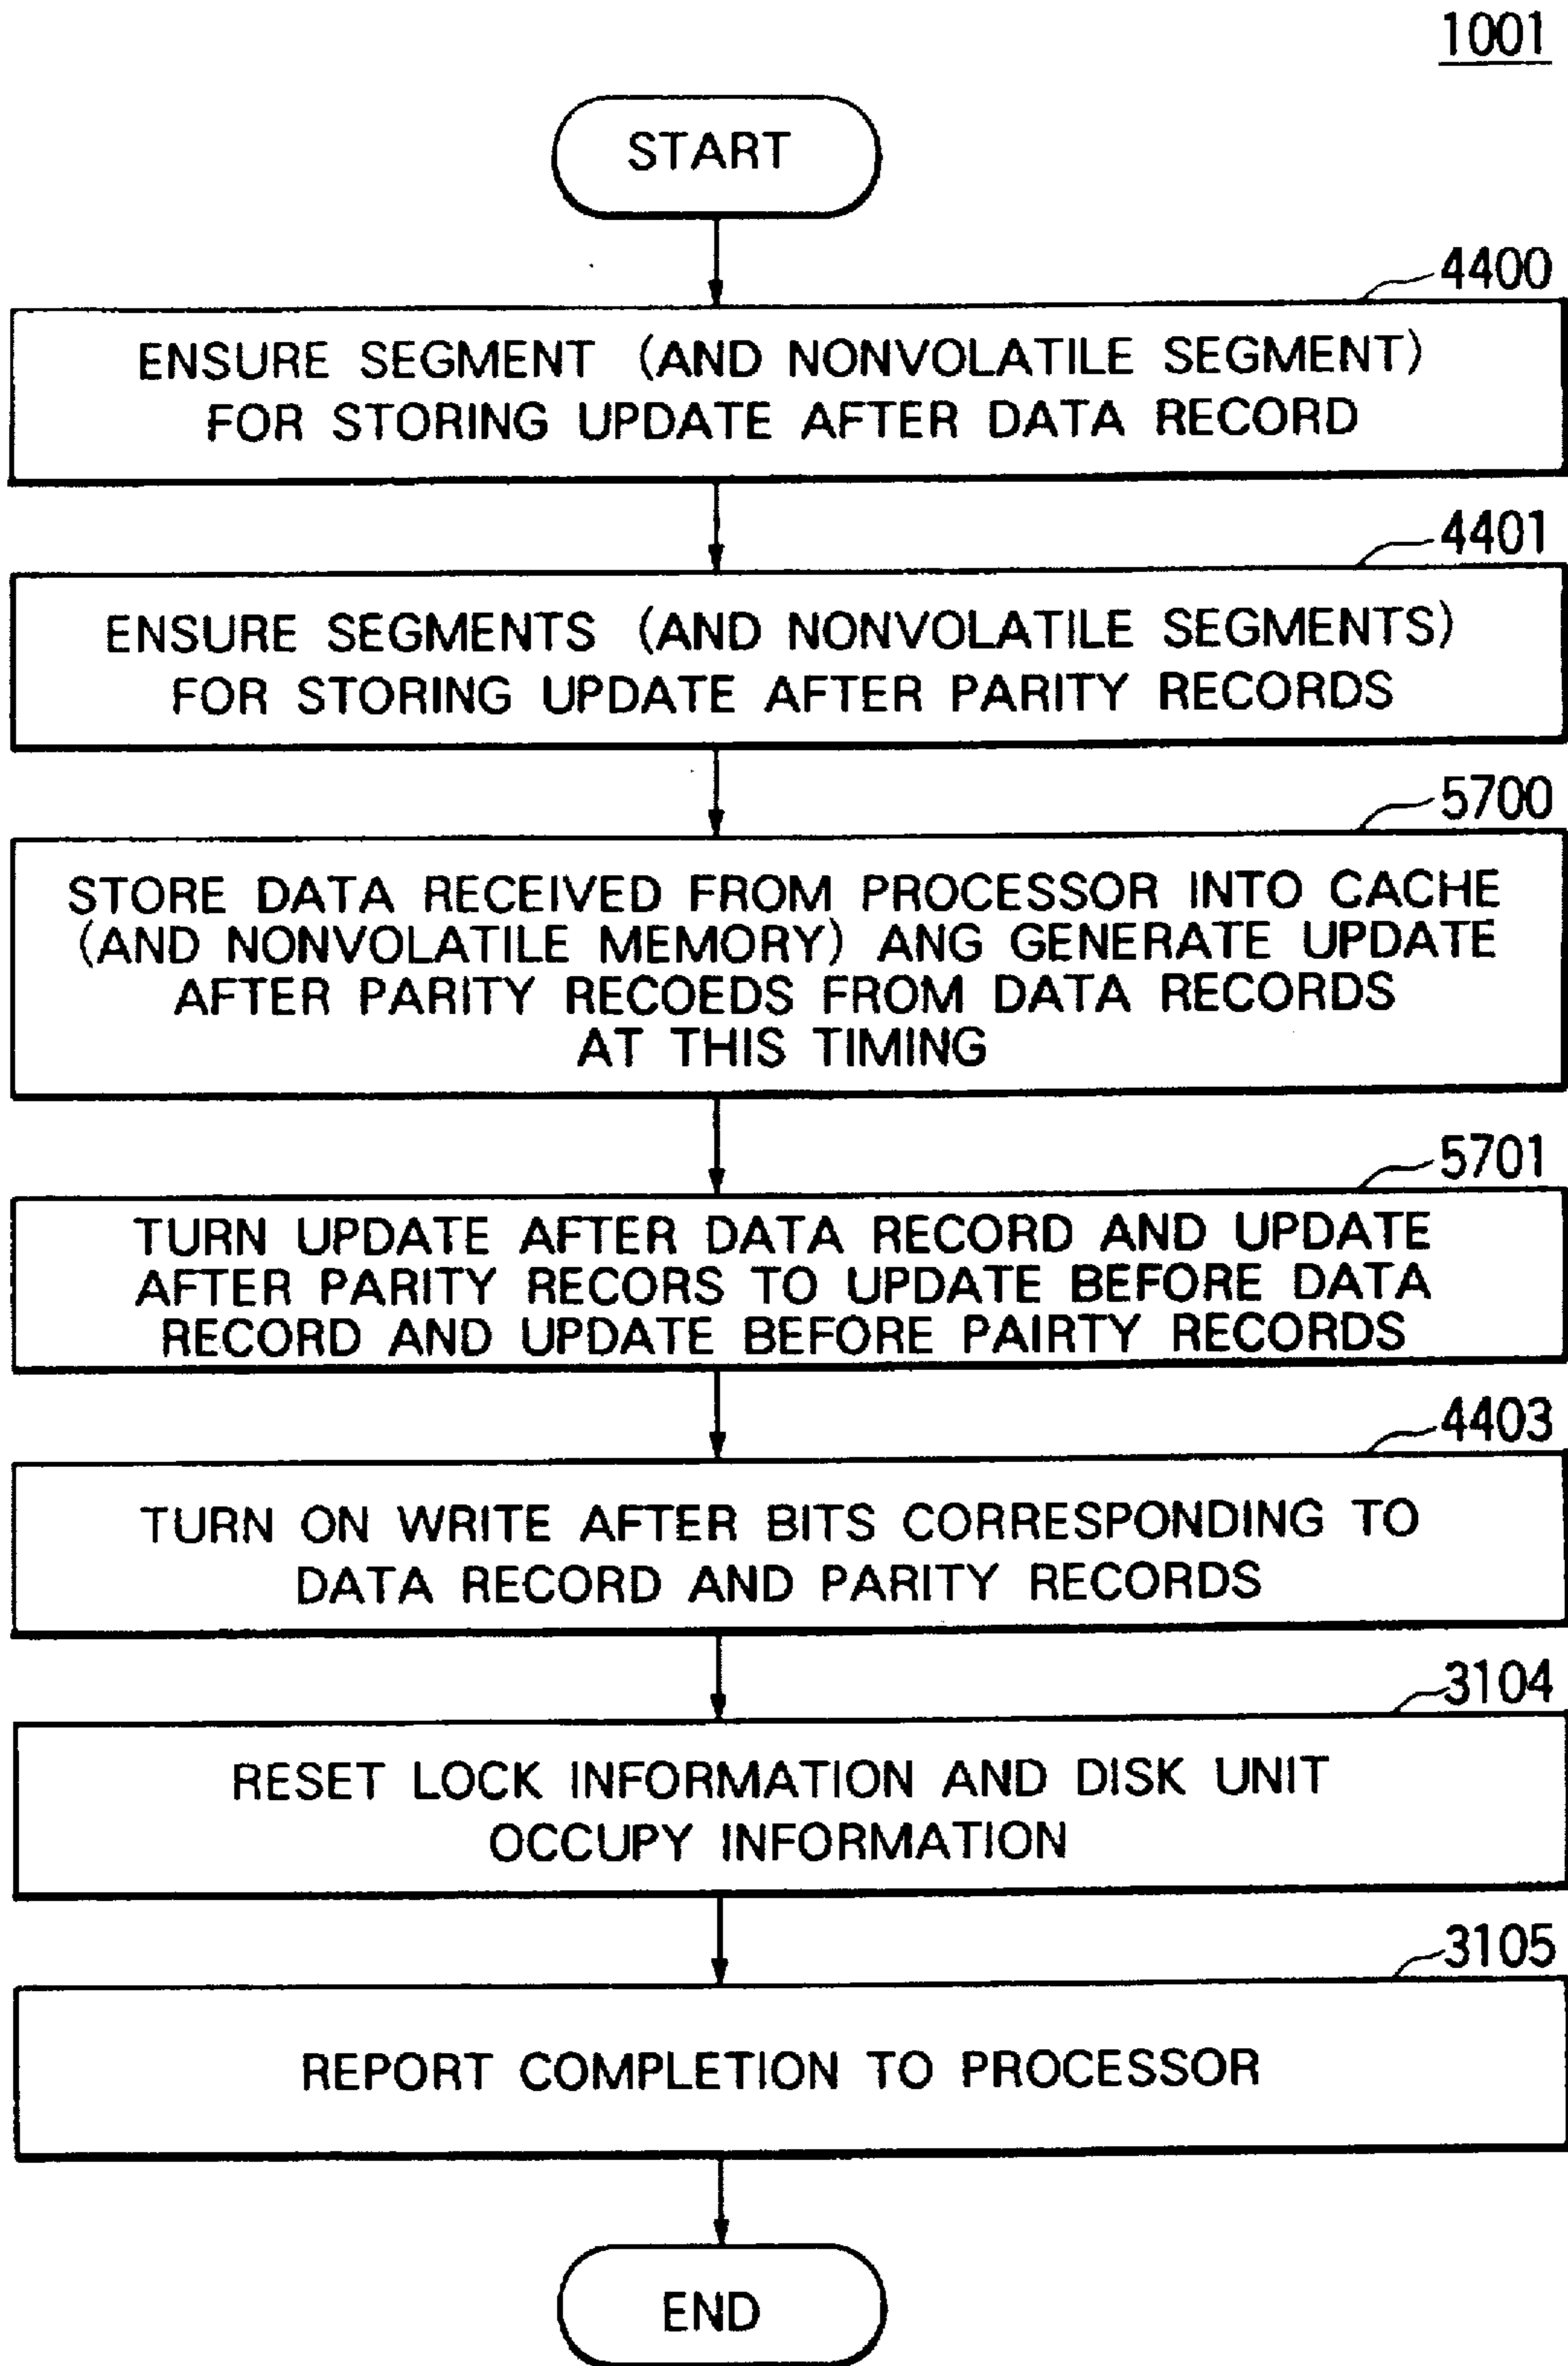 1001
START
4400
ENSURE SEGMENT (AND NONVOLATILE SEGMENT)
FOR STORING UPDATE AFTER DATA RECORD
4401
ENSURE SEGMENTS (AND NONVOLATILE SEGMENTS)
FOR STORING UPDATE AFTER PARITY RECORDS
5700
STORE DATA RECEIVED FROM PROCESSOR INTO CACHE
(AND NONVOLATILE MEMORY) ANG GENERATE UPDATE
AFTER PARITY RECOEDS FROM DATA RECORDS
AT THIS TIMING
5701
TURN UPDATE AFTER DATA RECORD AND UPDATE
AFTER PARITY RECORS TO UPDATE BEFORE DATA
RECORD AND UPDATE BEFORE PAIRTY RECORDS
4403
TURN ON WRITE AFTER BITS CORRESPONDING TO
DATA RECORD AND PARITY RECORDS
3104
RESET LOCK INFORMATION AND DISK UNIT
OCCUPY INFORMATION
3105
REPORT COMPLETION TO PROCESSOR
END